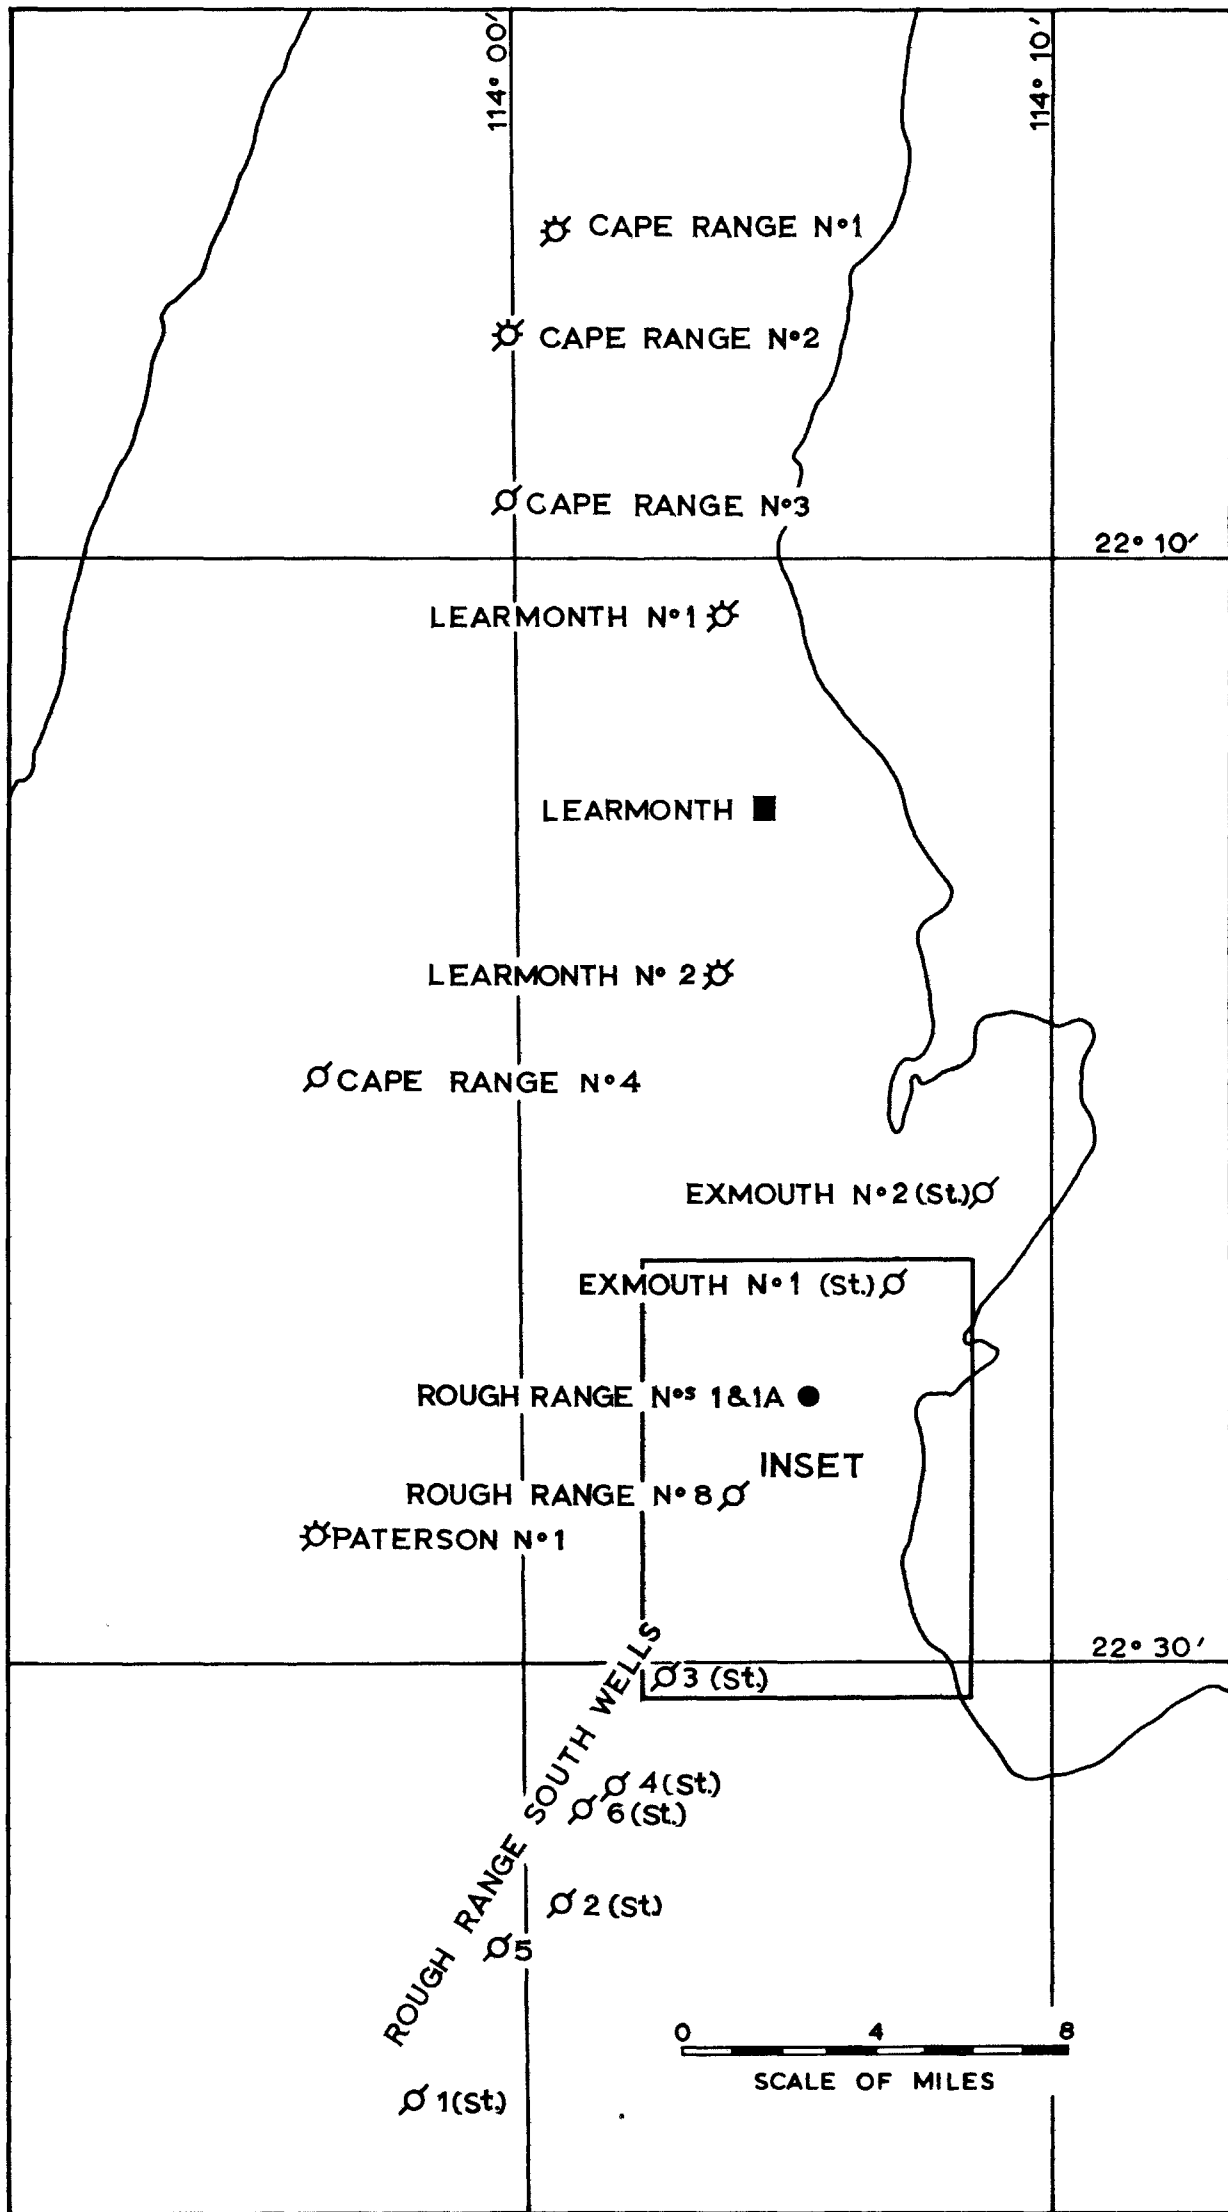 114° 00′
114° 10′
CAPE RANGE N°1
CAPE RANGE N°2
CAPE RANGE N°3
22° 10′
LEARMONTH N°1
LEARMONTH
LEARMONTH N° 2
CAPE RANGE N°4
EXMOUTH N°2 (St.)
EXMOUTH N°1 (St.)
ROUGH RANGE Nos 1&1A
INSET
ROUGH RANGE N°8
PATERSON N°1
22° 30′
ROUGH RANGE SOUTH WELLS
3 (St.)
4 (St.)
6 (St.)
2 (St.)
5
1 (St.)
0 4 8
SCALE OF MILES